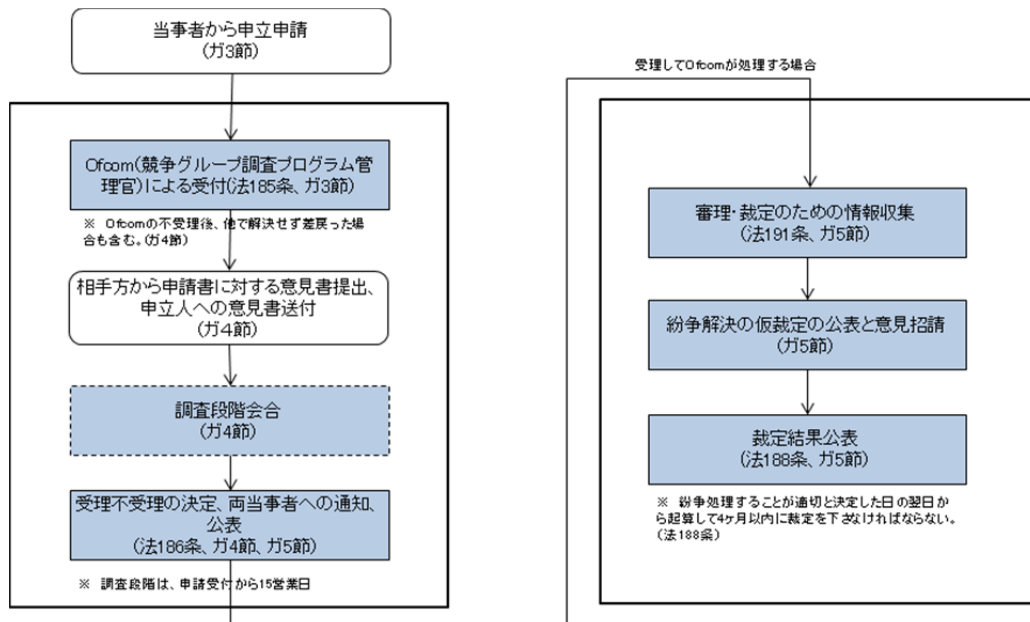 当事者から申立申請
(ガ3節)
Ofcom(競争グループ調査プログラム管
理官)による受付(法185条、ガ3節)
※ Ofcomの不受理後、他で解決せず差戻った場
合も含む。(ガ4節)
相手方から申請書に対する意見書提出、
申立人への意見書送付
(ガ4節)
調査段階会合
(ガ4節)
受理不受理の決定、両当事者への通知、
公表
(法186条、ガ4節、ガ5節)
※ 調査段階は、申請受付から15営業日
受理してOfcomが処理する場合
審理・裁定のための情報収集
(法191条、ガ5節)
紛争解決の仮裁定の公表と意見招請
(ガ5節)
裁定結果公表
(法188条、ガ5節)
※ 紛争処理することが適切と決定した日の翌日か
ら起算して4ヶ月以内に裁定を下さなければならない。
(法188条)